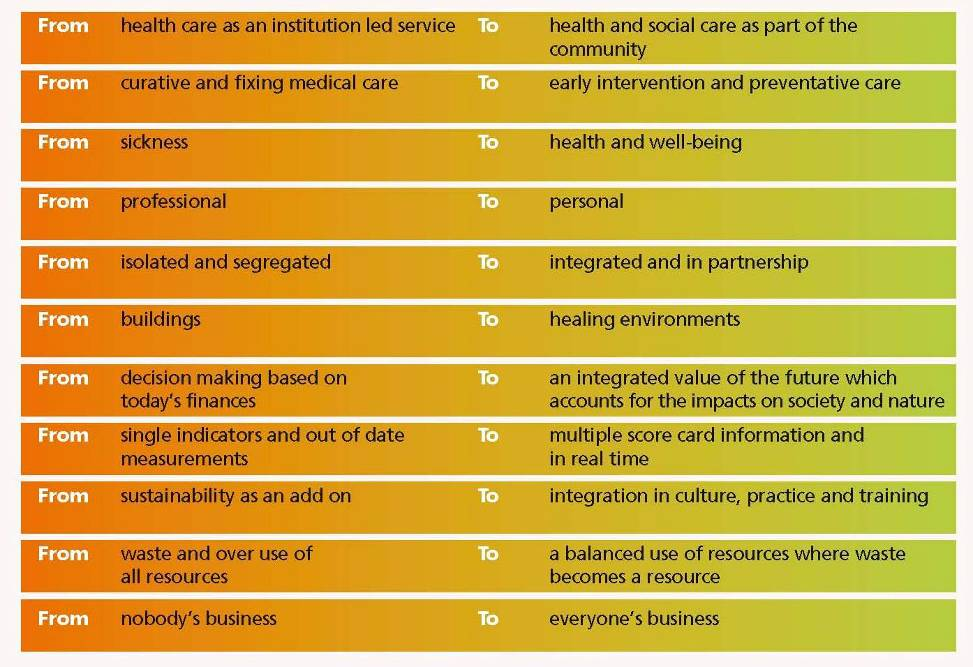 From health care as an institution led service To health and social care as part of the
community
From curative and fixing medical care To early intervention and preventative care
From sickness To health and well-being
From professional To personal
From isolated and segregated To integrated and in partnership
From buildings To healing environments
From decision making based on To an integrated value of the future which
today’s finances accounts for the impacts on society and nature
From single indicators and out of date To multiple score card information and
measurements in real time
From sustainability as an add on To integration in culture, practice and training
From waste and over use of To a balanced use of resources where waste
all resources becomes a resource
From nobody’s business To everyone’s business